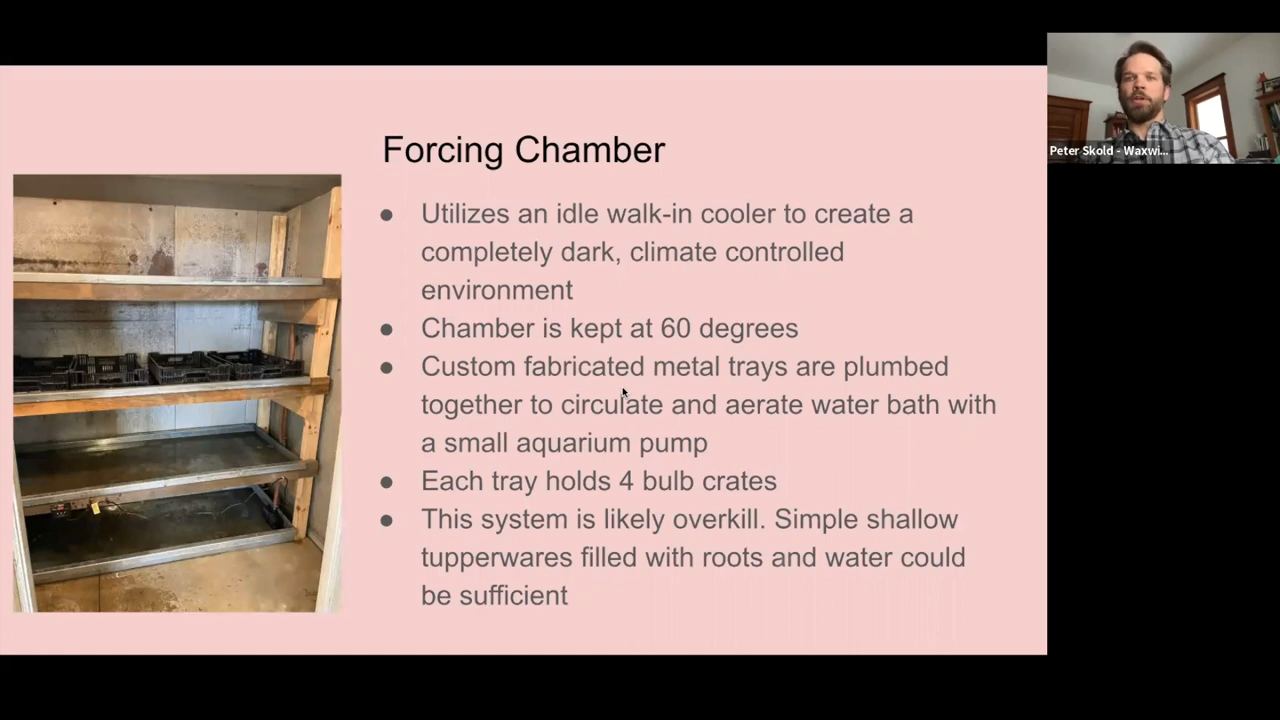 Forcing Chamber
● Utilizes an idle walk-in cooler to create a
completely dark, climate controlled
environment
● Chamber is kept at 60 degrees
● Custom fabricated metal trays are plumbed
together to circulate and aerate water bath with
a small aquarium pump
● Each tray holds 4 bulb crates
● This system is likely overkill. Simple shallow
tupperwares filled with roots and water could
be sufficient
Peter Skold - Waxwi...